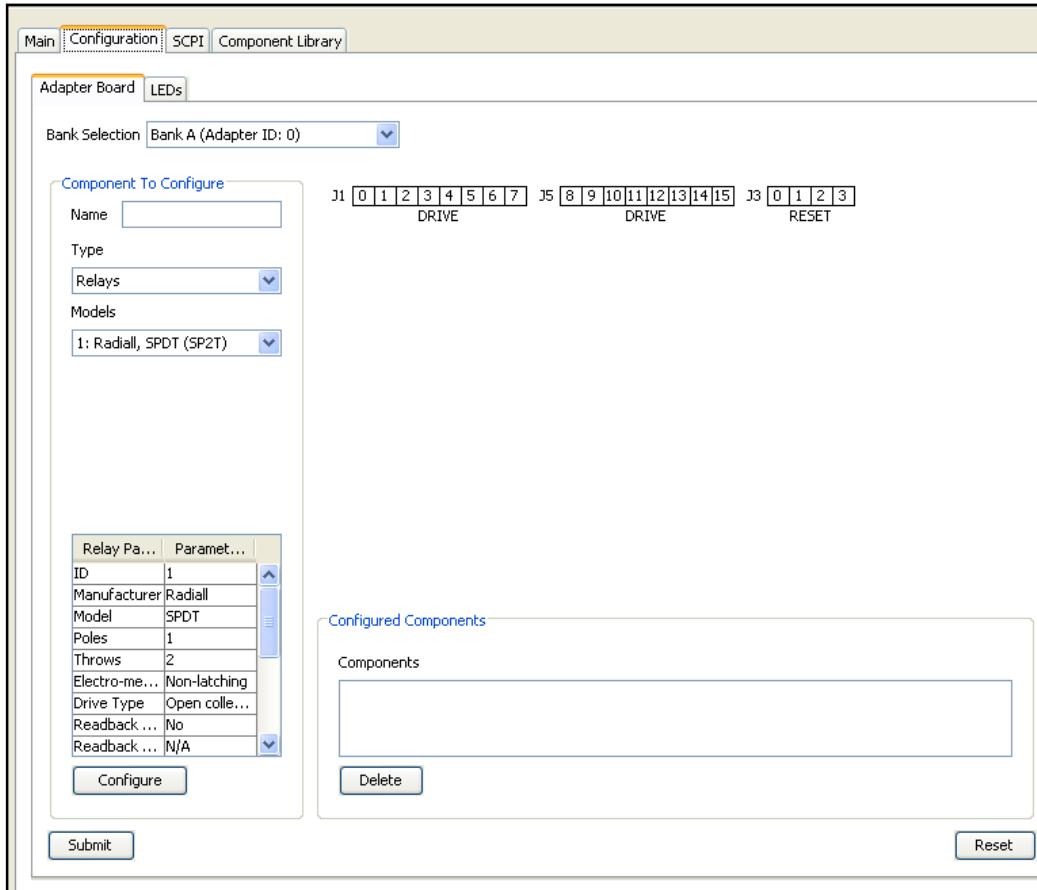 Main Configuration SCPI Component Library
Adapter Board LEDs
Bank Selection Bank A (Adapter ID: 0)
Component To Configure
Name
Type
Relays
Models
1: Radiall, SPDT (SP2T)
J1 0 1 2 3 4 5 6 7 J5 8 9 10 11 12 13 14 15 J3 0 1 2 3
DRIVE DRIVE RESET
Relay Pa... Paramet...
ID 1
Manufacturer Radiall
Model SPDT
Poles 1
Throws 2
Electro-me... Non-latching
Drive Type Open colle...
Readback ... No
Readback ... N/A
Configure
Configured Components
Components
Delete
Submit
Reset